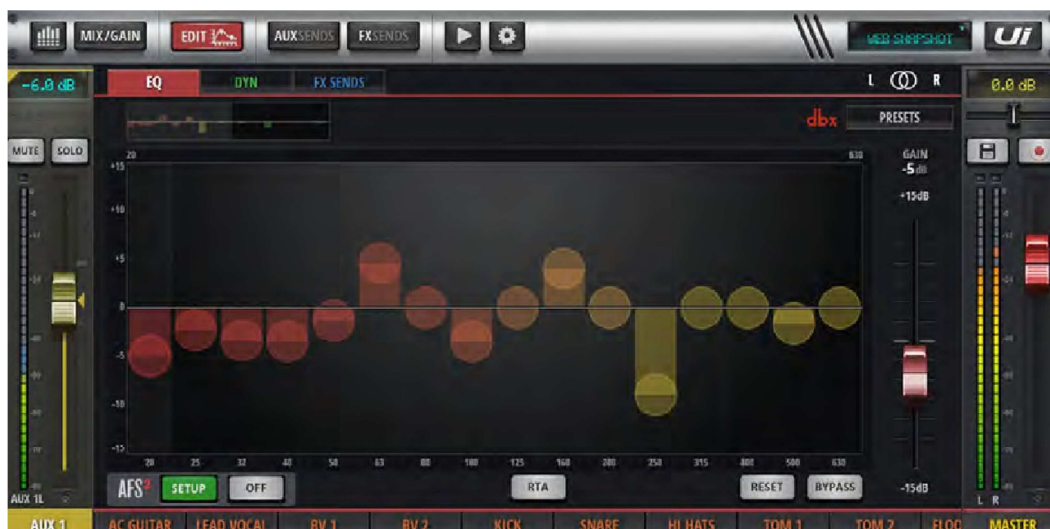 MIX/GAIN EDIT AUXSENDS FXSENDS WEB SNAPSHOT Ui
-6.0 dB EQ DYN FX SENDS L R 0.0 dB
dbx PRESETS
MUTE SOLO
20 630 GAIN
+15 -5 dB
+15dB
+10
+5
0
-5
-10
-15
20 25 32 40 50 63 80 100 125 160 200 250 315 400 500 630
AFS² SETUP OFF RTA RESET BYPASS -15dB
AUX 1L L R
AUX 1 AC GUITAR LEAD VOCAL BV 1 BV 2 KICK SNARE HI HATS TOM 1 TOM 2 FLOO MASTER